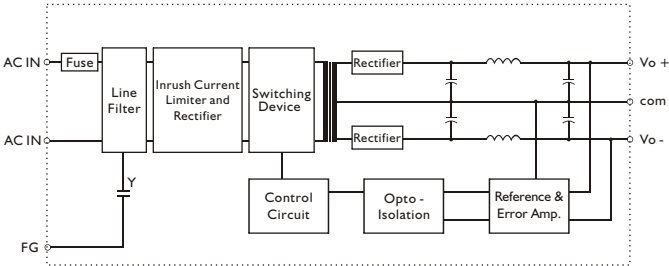 AC IN
Fuse
Line
Filter
Inrush Current
Limiter and
Rectifier
Switching
Device
Rectifier
Vo +
com
AC IN
Rectifier
Vo -
Y
Control
Circuit
Opto -
Isolation
Reference &
Error Amp.
FG